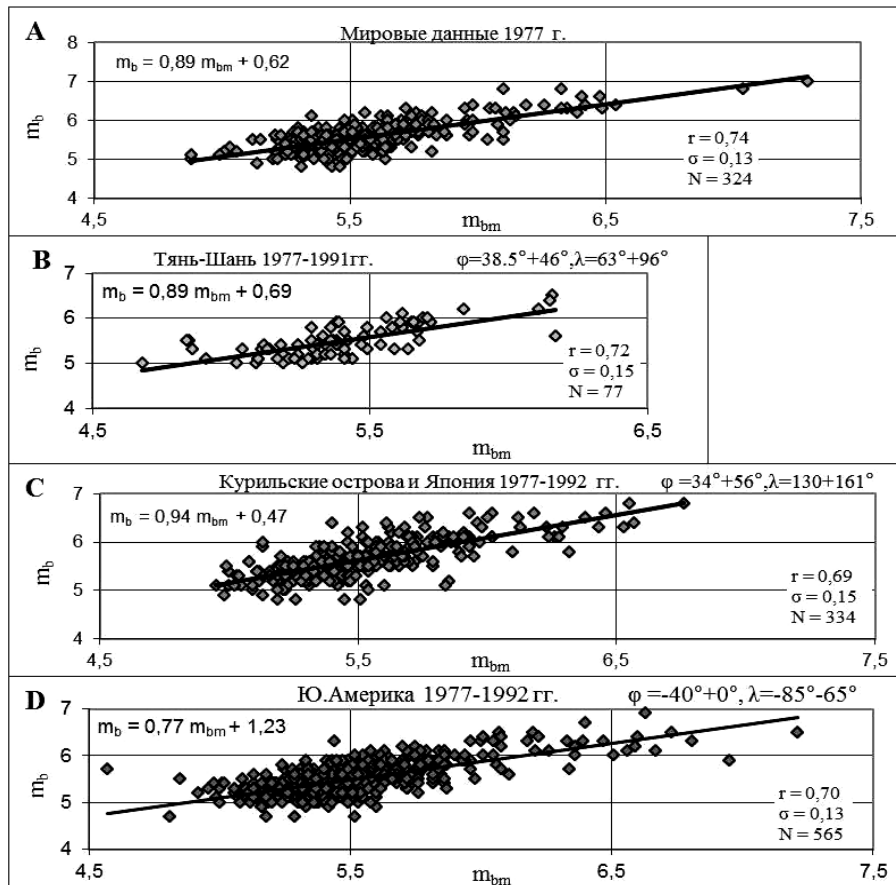 A
Мировые данные 1977 г.
m_b = 0,89 m_bm + 0,62
8
7
6
5
4
m_b
r = 0,74
σ = 0,13
N = 324
4,5 5,5 6,5 7,5
m_bm
B
Тянь-Шань 1977-1991гг. φ=38.5°+46°,λ=63°+96°
m_b = 0,89 m_bm + 0,69
7
6
5
4
m_b
r = 0,72
σ = 0,15
N = 77
4,5 5,5 6,5
m_bm
C
Курильские острова и Япония 1977-1992 гг. φ =34°+56°,λ=130+161°
m_b = 0,94 m_bm + 0,47
7
6
5
4
m_b
r = 0,69
σ = 0,15
N = 334
4,5 5,5 6,5 7,5
m_bm
D
Ю.Америка 1977-1992 гг. φ =-40°+0°, λ=-85°-65°
m_b = 0,77 m_bm + 1,23
7
6
5
4
m_b
r = 0,70
σ = 0,13
N = 565
4,5 5,5 6,5 7,5
m_bm